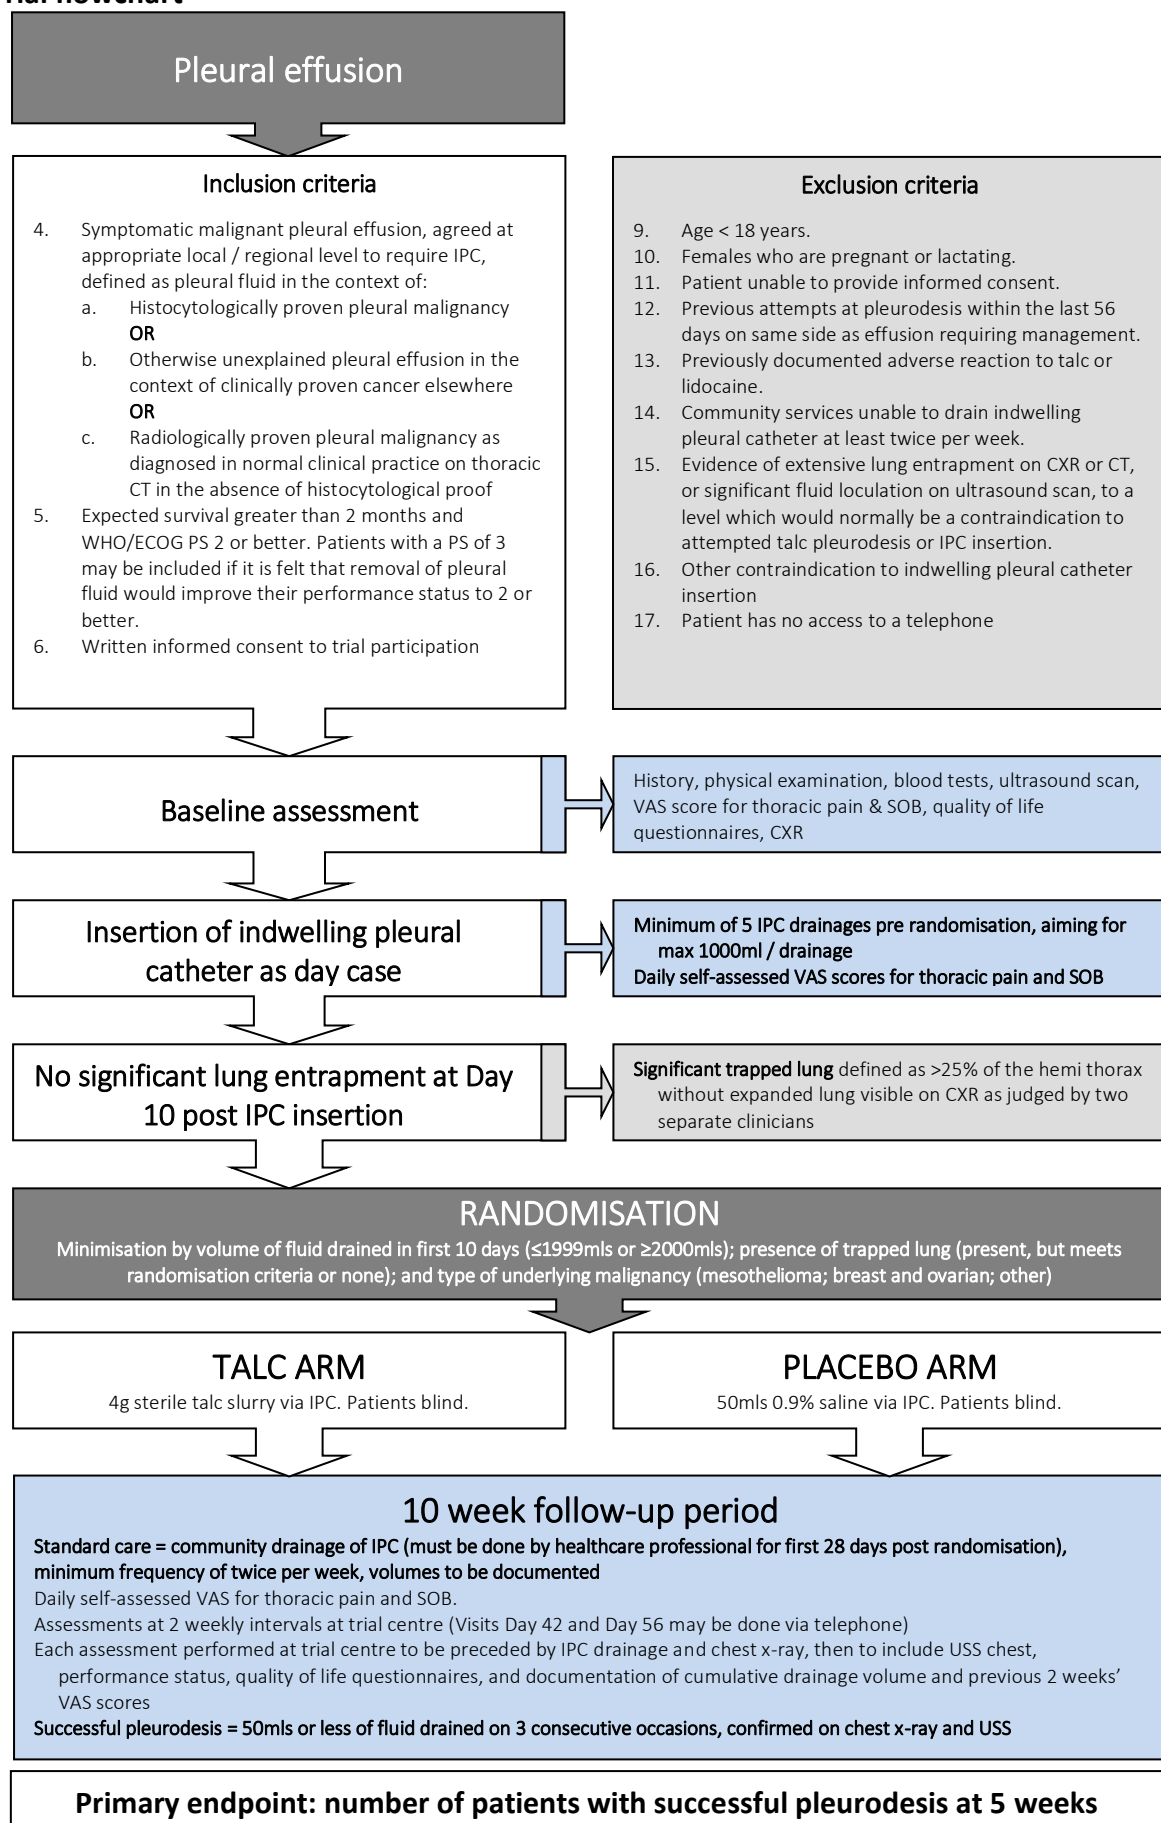 Pleural effusion
Inclusion criteria
4. Symptomatic malignant pleural effusion, agreed at
appropriate local / regional level to require IPC,
defined as pleural fluid in the context of:
a. Histocytologically proven pleural malignancy
OR
b. Otherwise unexplained pleural effusion in the
context of clinically proven cancer elsewhere
OR
c. Radiologically proven pleural malignancy as
diagnosed in normal clinical practice on thoracic
CT in the absence of histocytological proof
5. Expected survival greater than 2 months and
WHO/ECOG PS 2 or better. Patients with a PS of 3
may be included if it is felt that removal of pleural
fluid would improve their performance status to 2 or
better.
6. Written informed consent to trial participation
Exclusion criteria
9. Age < 18 years.
10. Females who are pregnant or lactating.
11. Patient unable to provide informed consent.
12. Previous attempts at pleurodesis within the last 56
days on same side as effusion requiring management.
13. Previously documented adverse reaction to talc or
lidocaine.
14. Community services unable to drain indwelling
pleural catheter at least twice per week.
15. Evidence of extensive lung entrapment on CXR or CT,
or significant fluid loculation on ultrasound scan, to a
level which would normally be a contraindication to
attempted talc pleurodesis or IPC insertion.
16. Other contraindication to indwelling pleural catheter
insertion
17. Patient has no access to a telephone
Baseline assessment
History, physical examination, blood tests, ultrasound scan,
VAS score for thoracic pain & SOB, quality of life
questionnaires, CXR
Insertion of indwelling pleural
catheter as day case
Minimum of 5 IPC drainages pre randomisation, aiming for
max 1000ml / drainage
Daily self-assessed VAS scores for thoracic pain and SOB
No significant lung entrapment at Day
10 post IPC insertion
Significant trapped lung defined as >25% of the hemi thorax
without expanded lung visible on CXR as judged by two
separate clinicians
RANDOMISATION
Minimisation by volume of fluid drained in first 10 days (≤1999mls or ≥2000mls); presence of trapped lung (present, but meets
randomisation criteria or none); and type of underlying malignancy (mesothelioma; breast and ovarian; other)
TALC ARM
4g sterile talc slurry via IPC. Patients blind.
PLACEBO ARM
50mls 0.9% saline via IPC. Patients blind.
10 week follow-up period
Standard care = community drainage of IPC (must be done by healthcare professional for first 28 days post randomisation),
minimum frequency of twice per week, volumes to be documented
Daily self-assessed VAS for thoracic pain and SOB.
Assessments at 2 weekly intervals at trial centre (Visits Day 42 and Day 56 may be done via telephone)
Each assessment performed at trial centre to be preceded by IPC drainage and chest x-ray, then to include USS chest,
performance status, quality of life questionnaires, and documentation of cumulative drainage volume and previous 2 weeks'
VAS scores
Successful pleurodesis = 50mls or less of fluid drained on 3 consecutive occasions, confirmed on chest x-ray and USS
Primary endpoint: number of patients with successful pleurodesis at 5 weeks